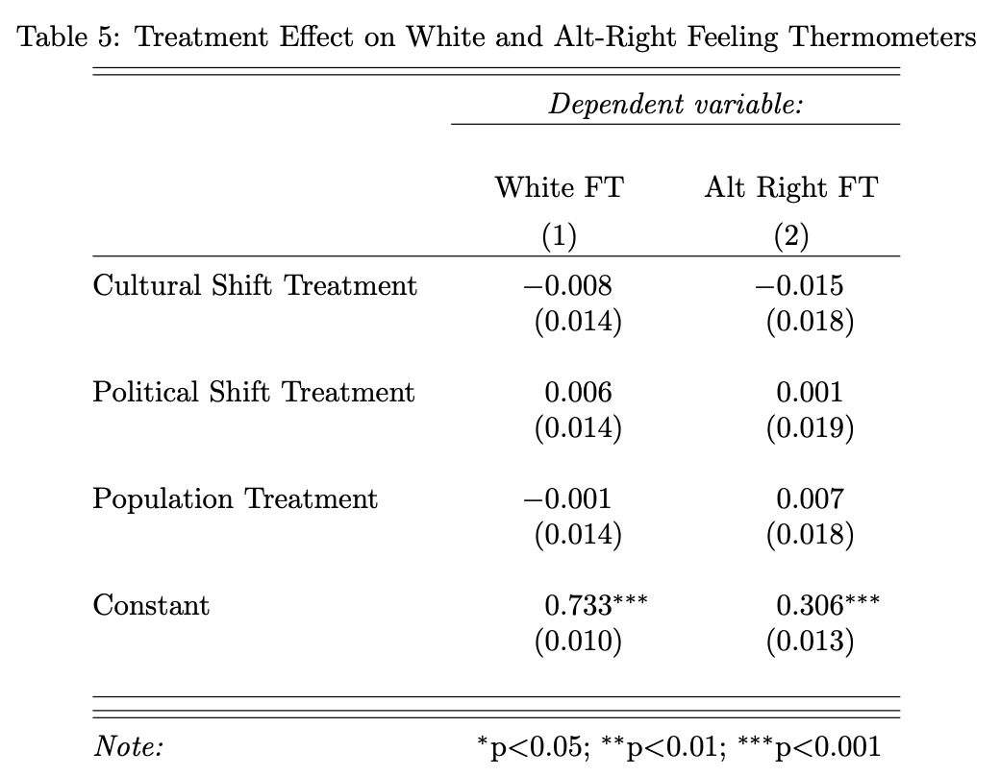 Table 5: Treatment Effect on White and Alt-Right Feeling Thermometers
Dependent variable:
White FT Alt Right FT
(1) (2)
Cultural Shift Treatment −0.008 −0.015
(0.014) (0.018)
Political Shift Treatment 0.006 0.001
(0.014) (0.019)
Population Treatment −0.001 0.007
(0.014) (0.018)
Constant 0.733*** 0.306***
(0.010) (0.013)
Note: *p<0.05; **p<0.01; ***p<0.001